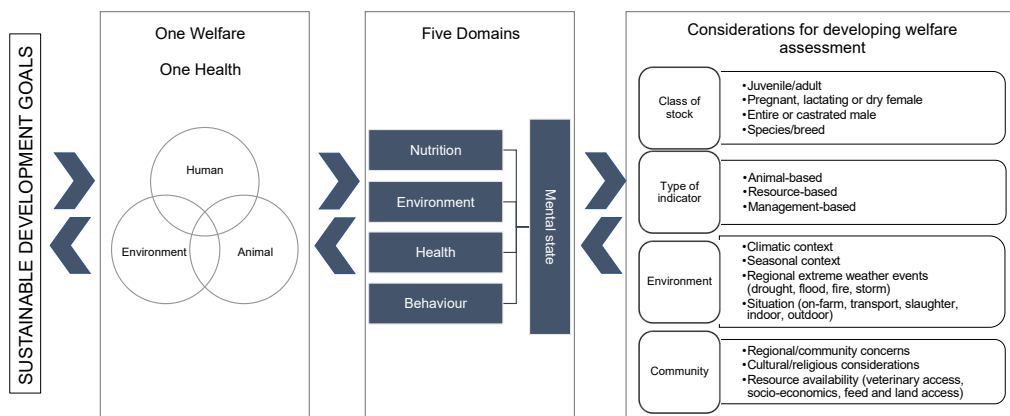 SUSTAINABLE DEVELOPMENT GOALS
One Welfare
One Health
Human
Environment
Animal
Five Domains
Nutrition
Environment
Health
Behaviour
Mental state
Considerations for developing welfare
assessment
Class of
stock
•Juvenile/adult
•Pregnant, lactating or dry female
•Entire or castrated male
•Species/breed
Type of
indicator
•Animal-based
•Resource-based
•Management-based
Environment
•Climatic context
•Seasonal context
•Regional extreme weather events
(drought, flood, fire, storm)
•Situation (on-farm, transport, slaughter,
indoor, outdoor)
Community
•Regional/community concerns
•Cultural/religious considerations
•Resource availability (veterinary access,
socio-economics, feed and land access)